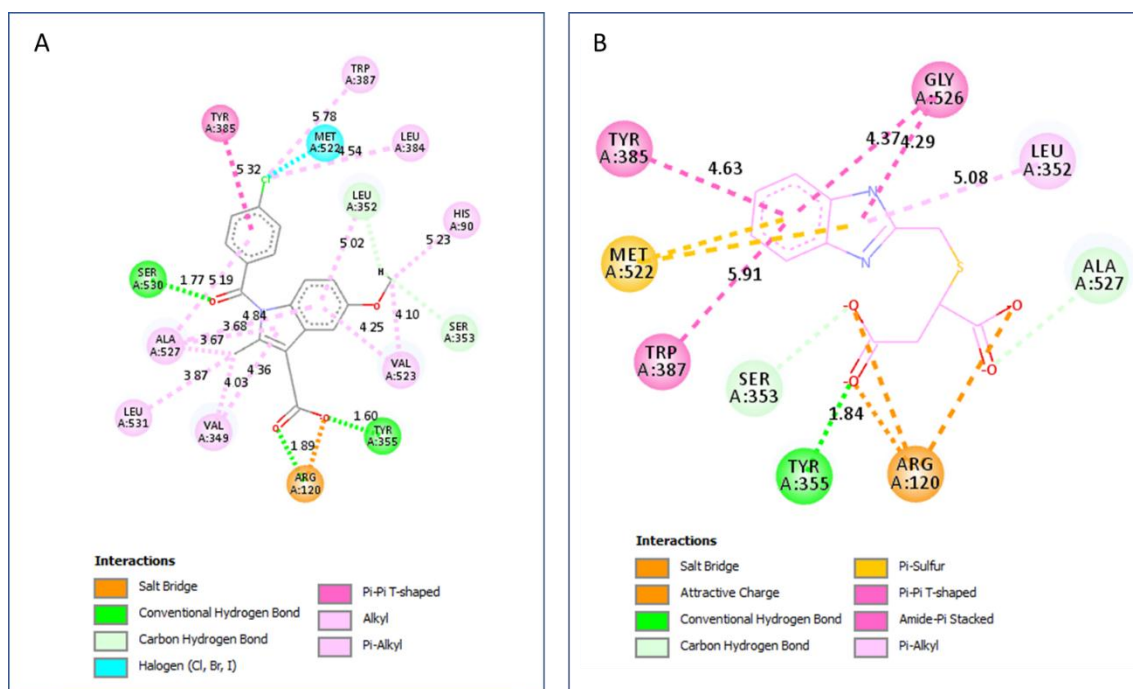 A
TRP
A:387
TYR
A:385
5.78
MET
A:522
4.54
LEU
A:384
5.32
Cl
LEU
A:352
HIS
A:90
H
5.02
5.23
SER
A:530
1.77
5.19
O
O
N
4.84
3.68
3.67
4.25
4.10
SER
A:353
ALA
A:527
VAL
A:523
3.87
4.03
4.36
LEU
A:531
VAL
A:349
O
O
1.60
TYR
A:355
1.89
ARG
A:120
Interactions
Salt Bridge
Conventional Hydrogen Bond
Carbon Hydrogen Bond
Halogen (Cl, Br, I)
Pi-Pi T-shaped
Alkyl
Pi-Alkyl
B
GLY
A:526
TYR
A:385
4.37
4.29
LEU
A:352
4.63
5.08
N
N
MET
A:522
S
5.91
ALA
A:527
TRP
A:387
-O
-O
SER
A:353
-O
-O
1.84
TYR
A:355
ARG
A:120
Interactions
Salt Bridge
Attractive Charge
Conventional Hydrogen Bond
Carbon Hydrogen Bond
Pi-Sulfur
Pi-Pi T-shaped
Amide-Pi Stacked
Pi-Alkyl